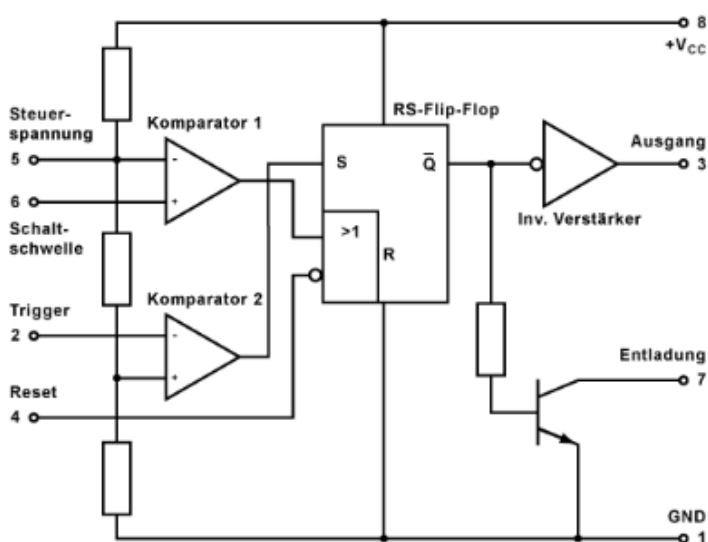 8
+VCC
RS-Flip-Flop
Steuer-
spannung
5
Komparator 1
-
+
6
Schalt-
schwelle
S
Q̅
>1
R
Ausgang
3
Inv. Verstärker
Komparator 2
Trigger
2
-
+
Reset
4
Entladung
7
GND
1